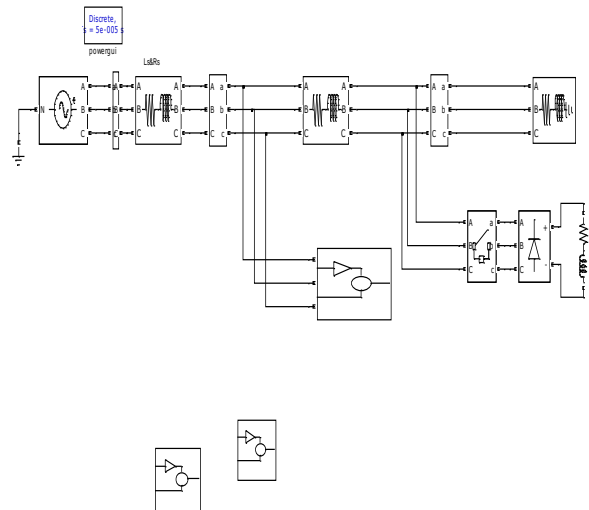 Discrete,
s = 5e-005 s
powergui
Ls&Rs
A A A A A a A A A a A
N B B B B B b B B B b B
C C C C C c C C C c C
A a A +
B b B
C c C -